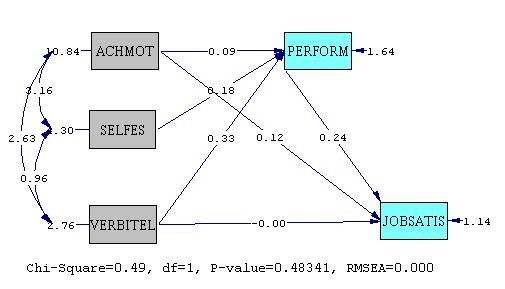 10.84 ACHMOT 0.09 PERFORM 1.64
3.16 0.18
2.30 SELFES
2.63 0.33 0.12 0.24
0.96
2.76 VERBITEL -0.00 JOBSATIS 1.14
Chi-Square=0.49, df=1, P-value=0.48341, RMSEA=0.000